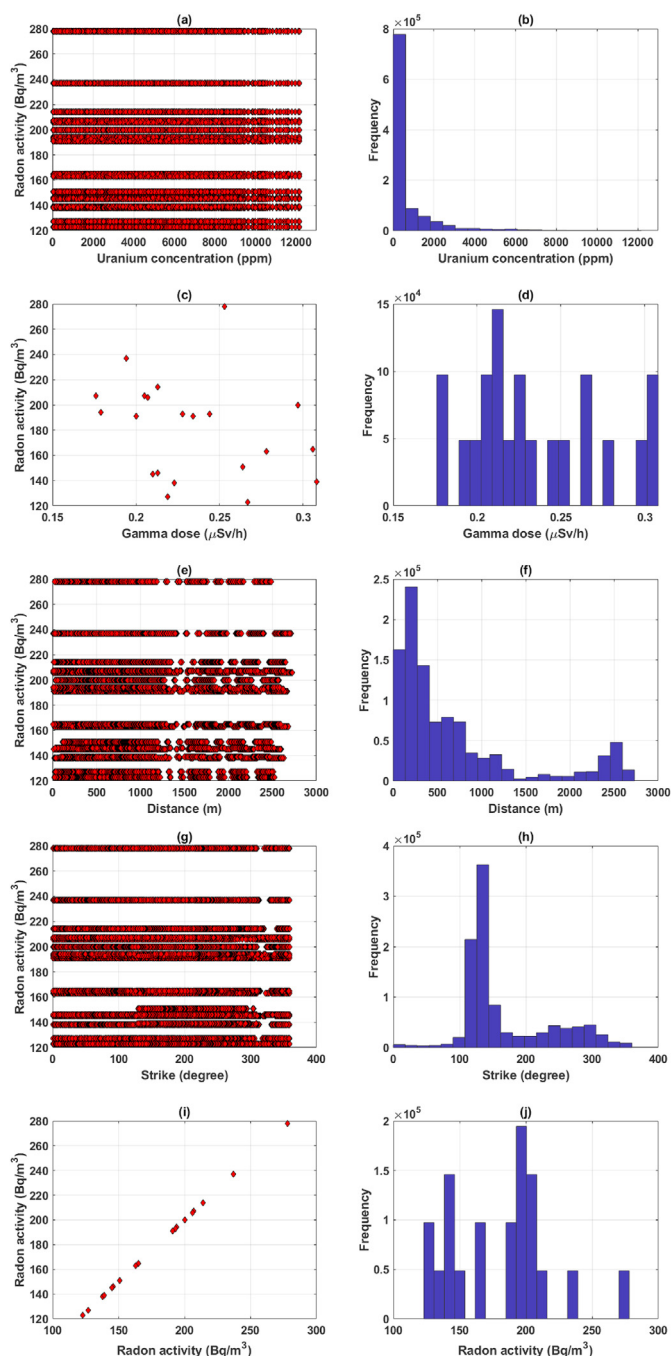 (a)
280
260
240
220
200
180
160
140
120
Radon activity (Bq/m³)
0 2000 4000 6000 8000 10000 12000
Uranium concentration (ppm)
(b)
×10⁵
8
6
4
2
0
Frequency
0 2000 4000 6000 8000 10000 12000
Uranium concentration (ppm)
(c)
280
260
240
220
200
180
160
140
120
Radon activity (Bq/m³)
0.15 0.2 0.25 0.3
Gamma dose (μSv/h)
(d)
×10⁴
15
10
5
0
Frequency
0.15 0.2 0.25 0.3
Gamma dose (μSv/h)
(e)
280
260
240
220
200
180
160
140
120
Radon activity (Bq/m³)
0 500 1000 1500 2000 2500 3000
Distance (m)
(f)
×10⁵
2.5
2
1.5
1
0.5
0
Frequency
0 500 1000 1500 2000 2500 3000
Distance (m)
(g)
280
260
240
220
200
180
160
140
120
Radon activity (Bq/m³)
0 100 200 300 400
Strike (degree)
(h)
×10⁵
4
3
2
1
0
Frequency
0 100 200 300 400
Strike (degree)
(i)
280
260
240
220
200
180
160
140
120
Radon activity (Bq/m³)
100 150 200 250 300
Radon activity (Bq/m³)
(j)
×10⁵
2
1.5
1
0.5
0
Frequency
100 150 200 250 300
Radon activity (Bq/m³)